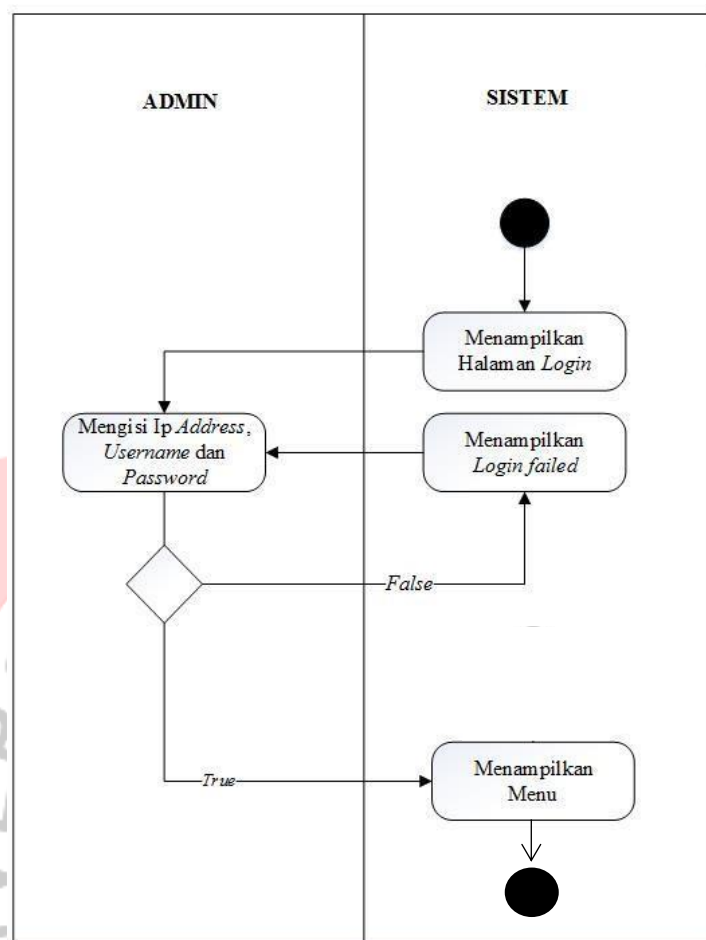 ADMIN
SISTEM
Menampilkan
Halaman Login
Mengisi Ip Address,
Username dan
Password
Menampilkan
Login failed
False
True
Menampilkan
Menu